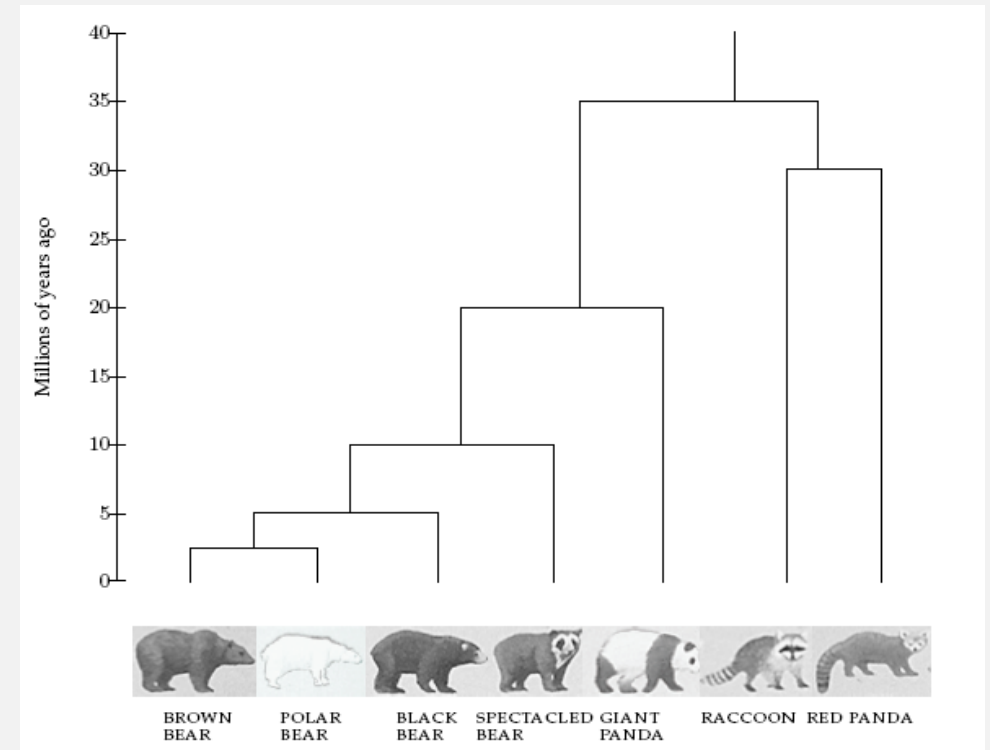 40
35
30
25
20
15
10
5
0
Millions of years ago
BROWN BEAR
POLAR BEAR
BLACK BEAR
SPECTACLED BEAR
GIANT PANDA
RACCOON
RED PANDA